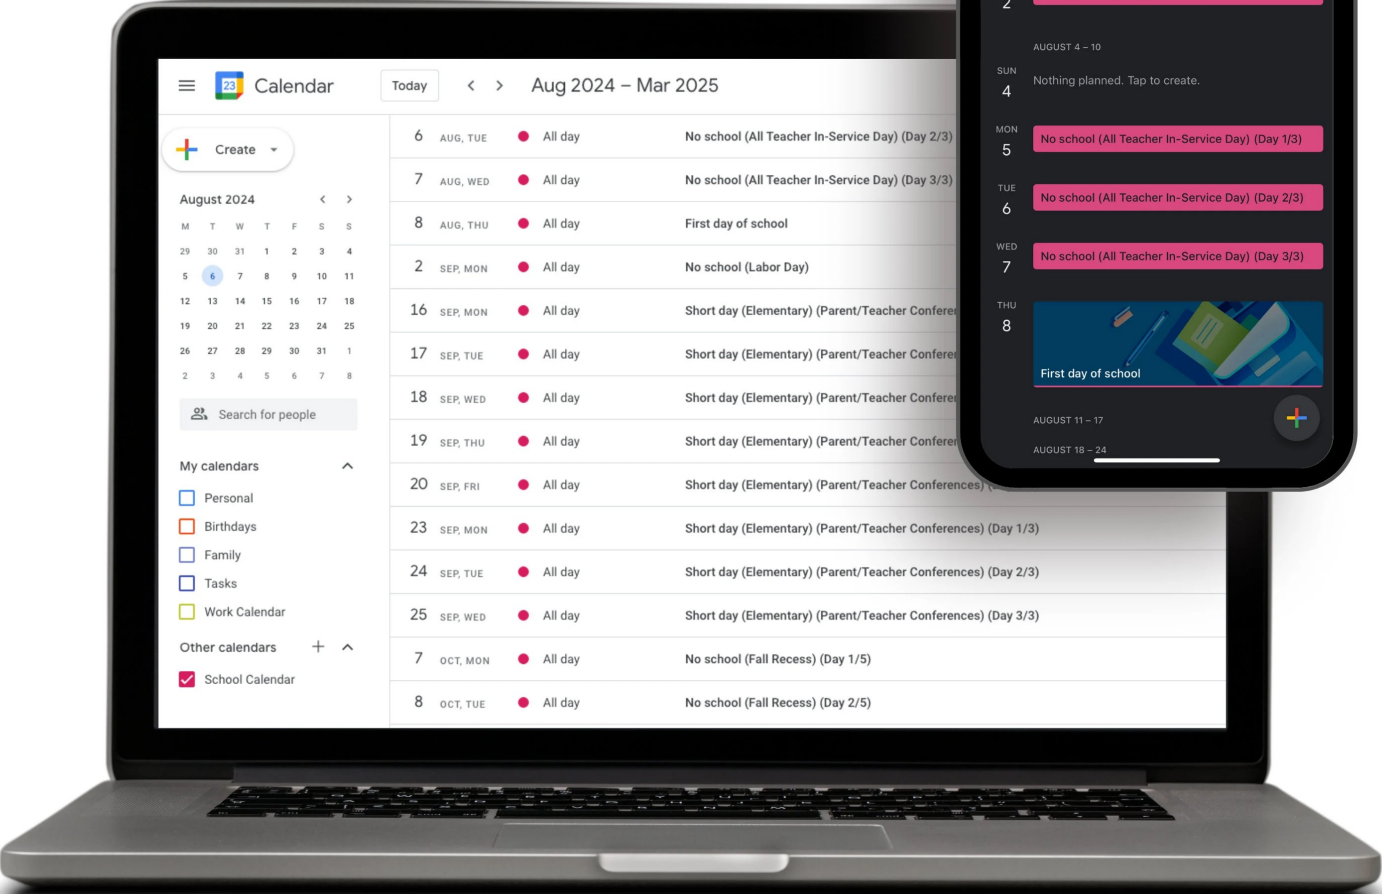 23 Calendar Today Aug 2024 – Mar 2025
Create
August 2024
M T W T F S S
29 30 31 1 2 3 4
5 6 7 8 9 10 11
12 13 14 15 16 17 18
19 20 21 22 23 24 25
26 27 28 29 30 31 1
2 3 4 5 6 7 8
Search for people
My calendars
Personal
Birthdays
Family
Tasks
Work Calendar
Other calendars
School Calendar
6 AUG, TUE All day No school (All Teacher In-Service Day) (Day 2/3)
7 AUG, WED All day No school (All Teacher In-Service Day) (Day 3/3)
8 AUG, THU All day First day of school
2 SEP, MON All day No school (Labor Day)
16 SEP, MON All day Short day (Elementary) (Parent/Teacher
17 SEP, TUE All day Short day (Elementary) (Parent/Teacher
18 SEP, WED All day Short day (Elementary) (Parent/Teacher
19 SEP, THU All day Short day (Elementary) (Parent/Teacher
20 SEP, FRI All day Short day (Elementary) (Parent/Teacher Conferences)
23 SEP, MON All day Short day (Elementary) (Parent/Teacher Conferences) (Day 1/3)
24 SEP, TUE All day Short day (Elementary) (Parent/Teacher Conferences) (Day 2/3)
25 SEP, WED All day Short day (Elementary) (Parent/Teacher Conferences) (Day 3/3)
7 OCT, MON All day No school (Fall Recess) (Day 1/5)
8 OCT, TUE All day No school (Fall Recess) (Day 2/5)
2
AUGUST 4 – 10
SUN
4 Nothing planned. Tap to create.
MON
5 No school (All Teacher In-Service Day) (Day 1/3)
TUE
6 No school (All Teacher In-Service Day) (Day 2/3)
WED
7 No school (All Teacher In-Service Day) (Day 3/3)
THU
8
First day of school
AUGUST 11 – 17
AUGUST 18 – 24